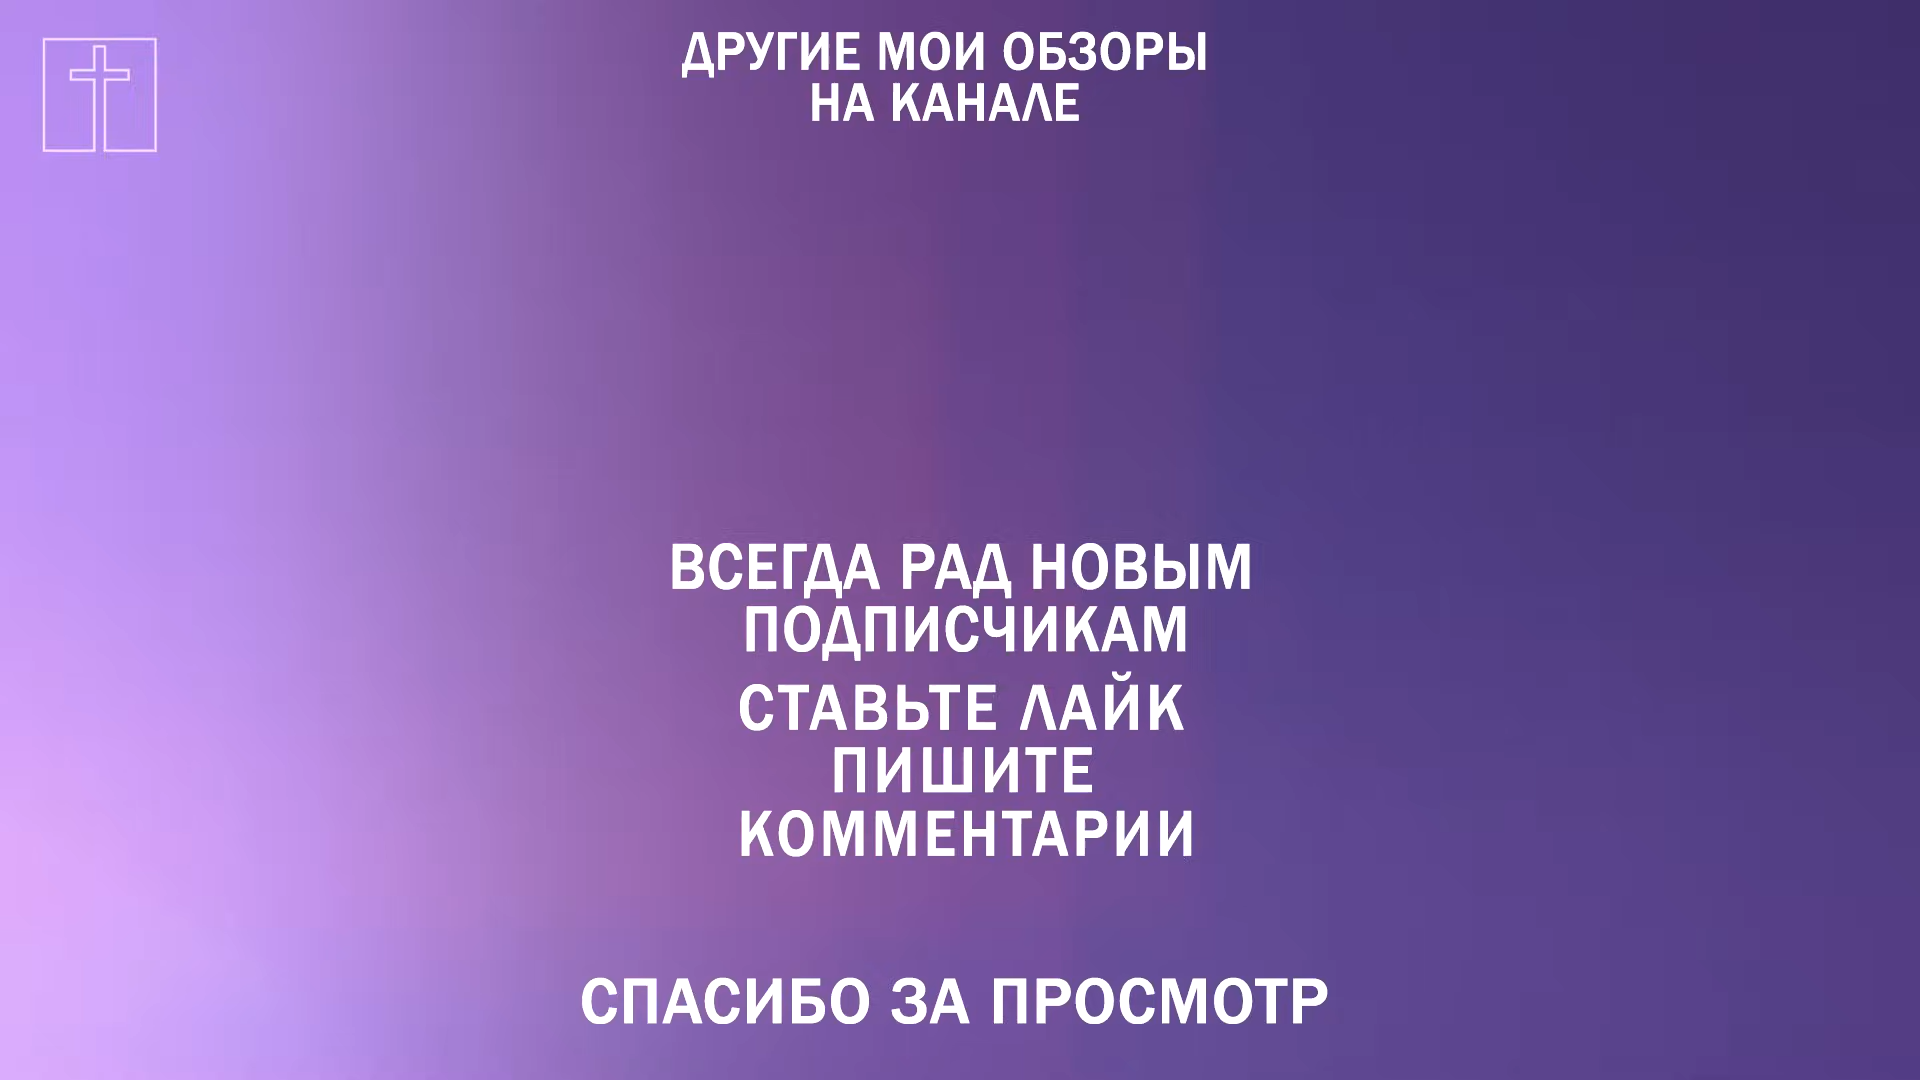 ДРУГИЕ МОИ ОБЗОРЫ
НА КАНАЛЕ
ВСЕГДА РАД НОВЫМ
ПОДПИСЧИКАМ
СТАВЬТЕ ЛАЙК
ПИШИТЕ
КОММЕНТАРИИ
СПАСИБО ЗА ПРОСМОТР